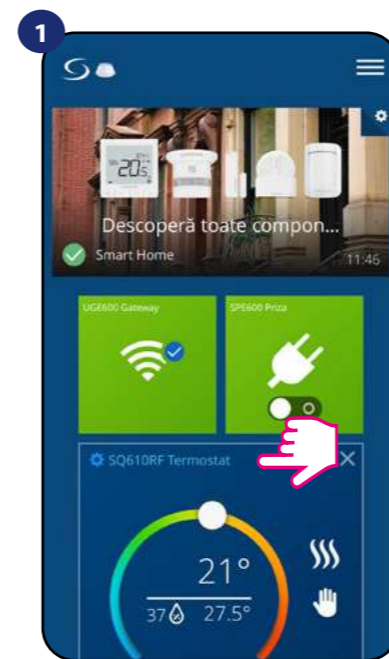 1
Descoperă toate compon...
Smart Home
11:46
UGE600 Gateway
SPE600 Priza
SQ610RF Termostat
21°
37 27.5°